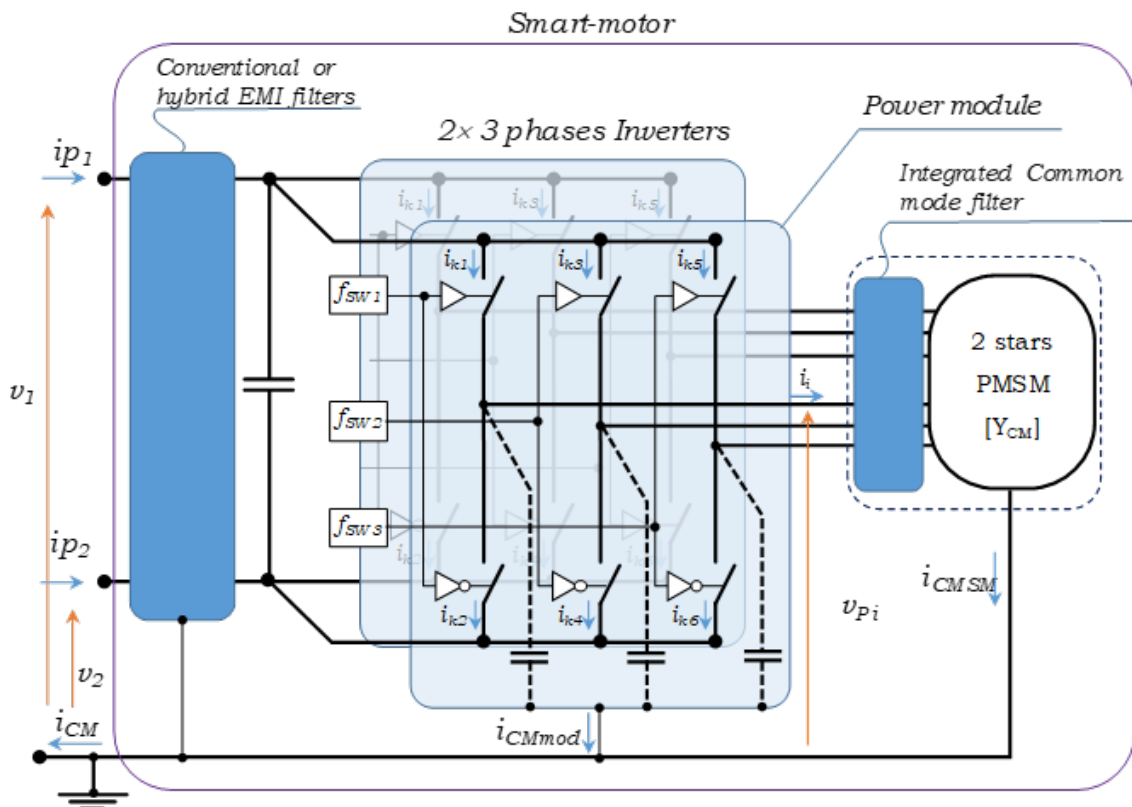 Smart-motor
Conventional or
hybrid EMI filters
Power module
2× 3 phases Inverters
Integrated Common
mode filter
ip1
ik1
ik3
ik5
ik1
ik3
ik5
fSW1
2 stars
PMSM
[YCM]
v1
ii
fSW2
fSW3
ip2
ik2
ik4
ik6
iCMSM
vPi
v2
iCM
iCMmod